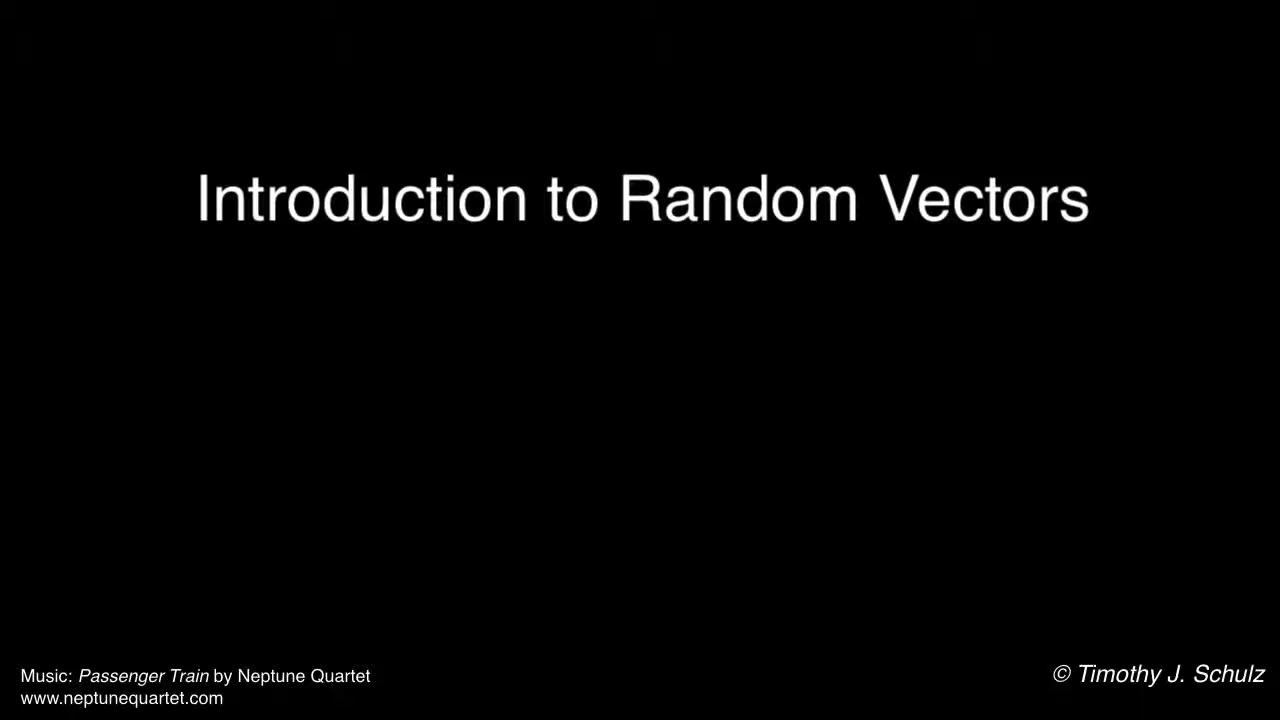 Introduction to Random Vectors
Music: Passenger Train by Neptune Quartet
www.neptunequartet.com
© Timothy J. Schulz